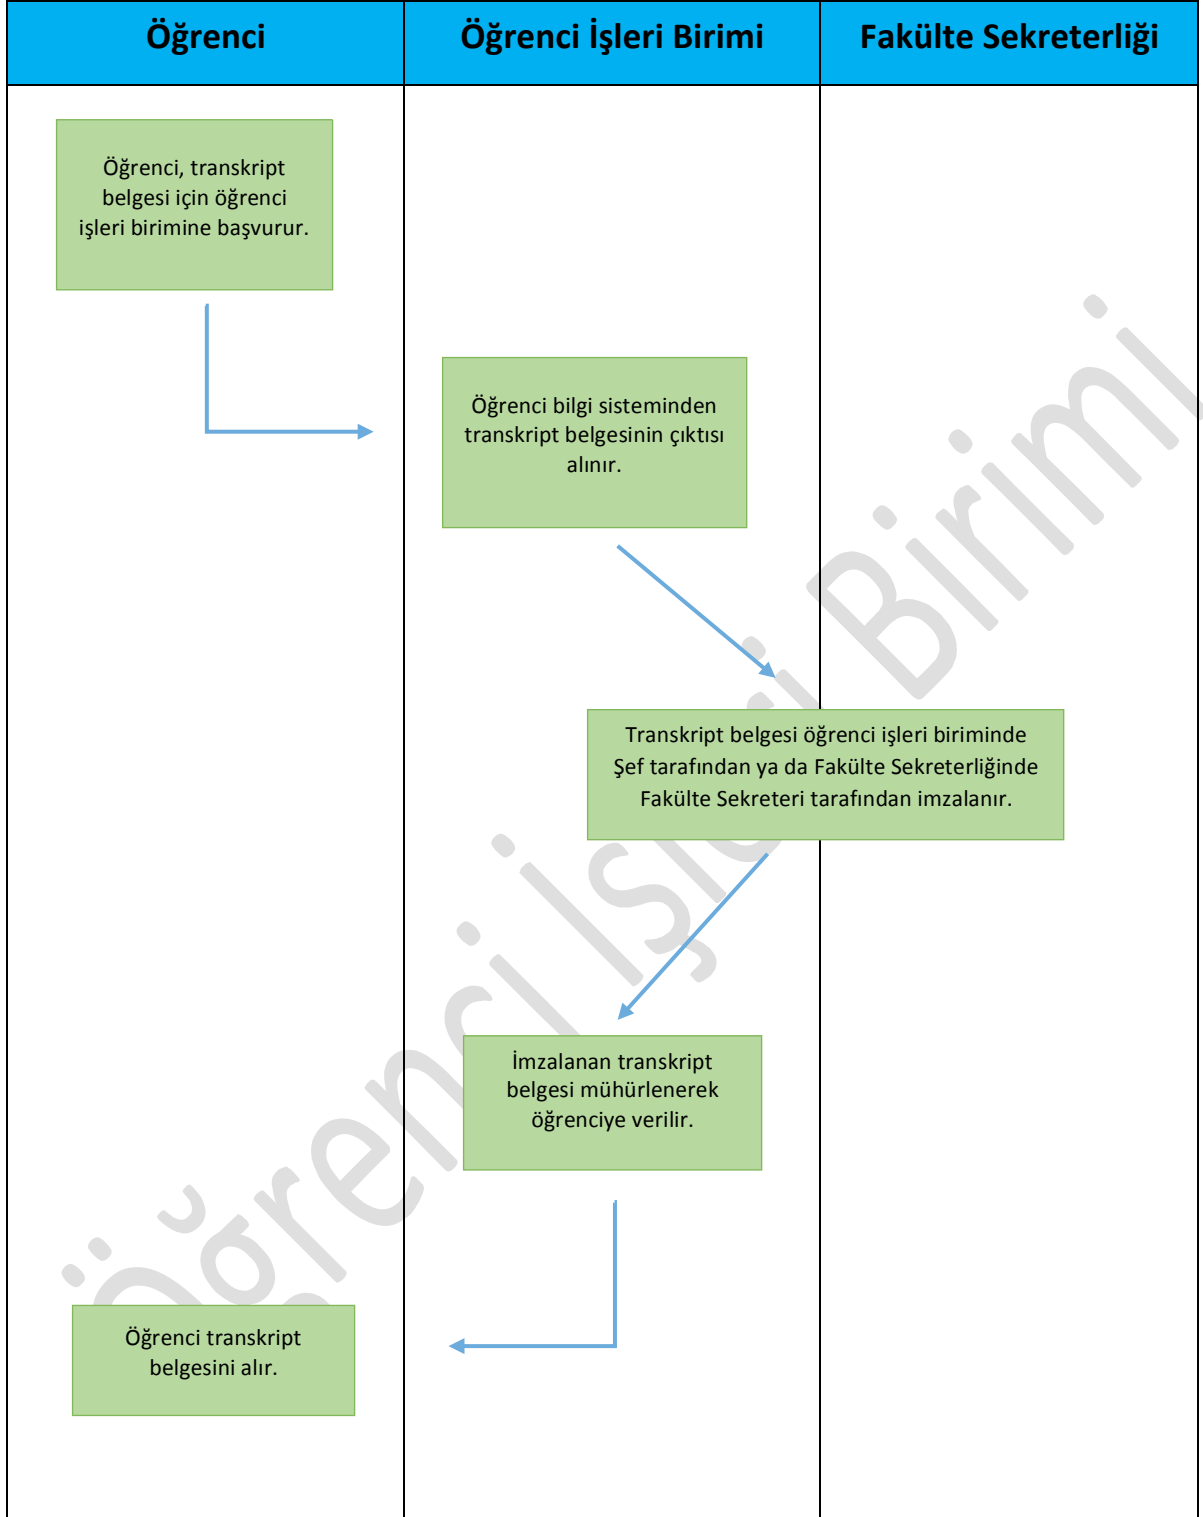 Öğrenci
Öğrenci İşleri Birimi
Fakülte Sekreterliği
Öğrenci, transkript
belgesi için öğrenci
işleri birimine başvurur.
Öğrenci bilgi sisteminden
transkript belgesinin çıktısı
alınır.
Transkript belgesi öğrenci işleri biriminde
Şef tarafından ya da Fakülte Sekreterliğinde
Fakülte Sekreteri tarafından imzalanır.
İmzalanan transkript
belgesi mühürlenerek
öğrenciye verilir.
Öğrenci transkript
belgesini alır.
Öğrenci İşleri Birimi